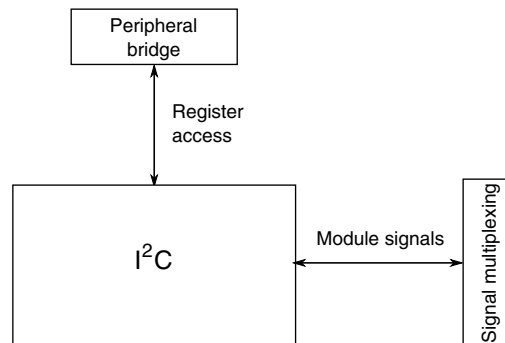 Peripheral
bridge
Register
access
I²C
Module signals
Signal multiplexing